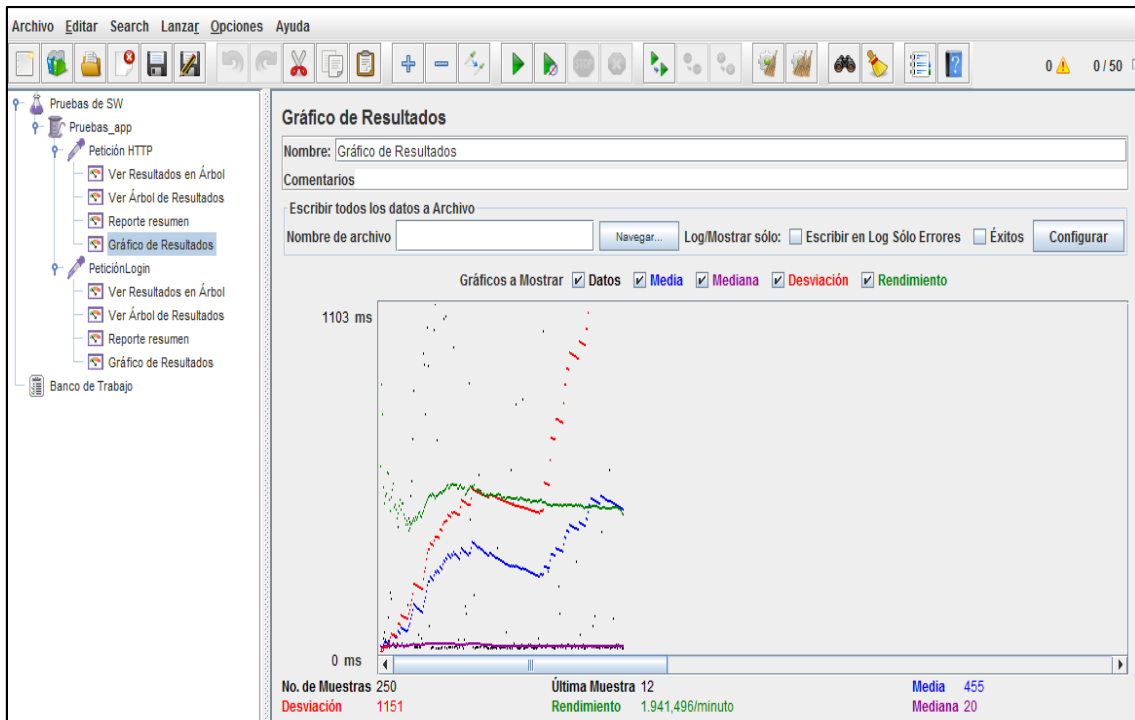 Archivo Editar Search Lanzar Opciones Ayuda
STOP
0 0 / 50
Pruebas de SW
Pruebas_app
Petición HTTP
Ver Resultados en Árbol
Ver Árbol de Resultados
Reporte resumen
Gráfico de Resultados
PeticiónLogin
Ver Resultados en Árbol
Ver Árbol de Resultados
Reporte resumen
Gráfico de Resultados
Banco de Trabajo
Gráfico de Resultados
Nombre: Gráfico de Resultados
Comentarios
Escribir todos los datos a Archivo
Nombre de archivo Navegar... Log/Mostrar sólo: Escribir en Log Sólo Errores Éxitos Configurar
Gráficos a Mostrar Datos Media Mediana Desviación Rendimiento
1103 ms
0 ms
No. de Muestras 250 Última Muestra 12 Media 455
Desviación 1151 Rendimiento 1.941,496/minuto Mediana 20